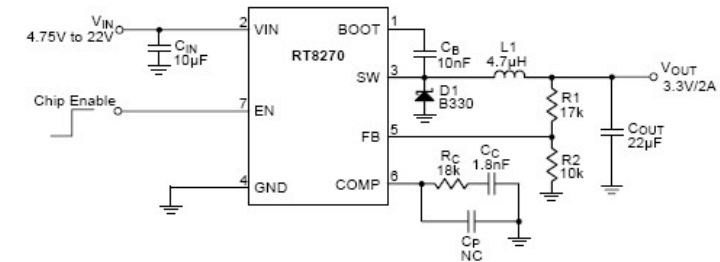 VIN
4.75V to 22V
CIN
10μF
2
VIN
RT8270
BOOT
1
CB
10nF
L1
4.7μH
SW
3
D1
B330
VOUT
3.3V/2A
R1
17k
COUT
22μF
Chip Enable
7
EN
FB
5
R2
10k
4
GND
COMP
6
RC
18k
CC
1.8nF
CP
NC